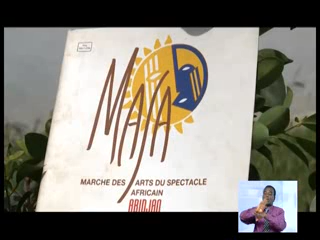 MASA
MARCHE DES ARTS DU SPECTACLE
AFRICAIN
ABIDJAN